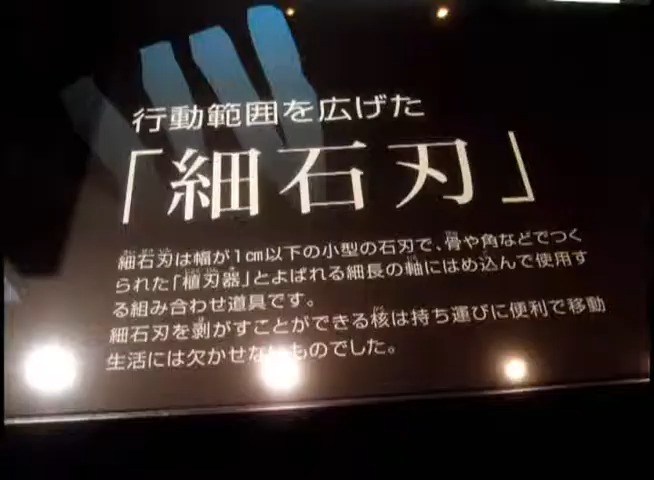 行動範囲を広げた
「細石刃」
細石刃は幅が1cm以下の小型の石刃で、骨や角などでつく
られた「植刃器」とよばれる細長の軸にはめ込んで使用す
る組み合わせ道具です。
細石刃を剥がすことができる核は持ち運びに便利で移動
生活には欠かせないものでした。